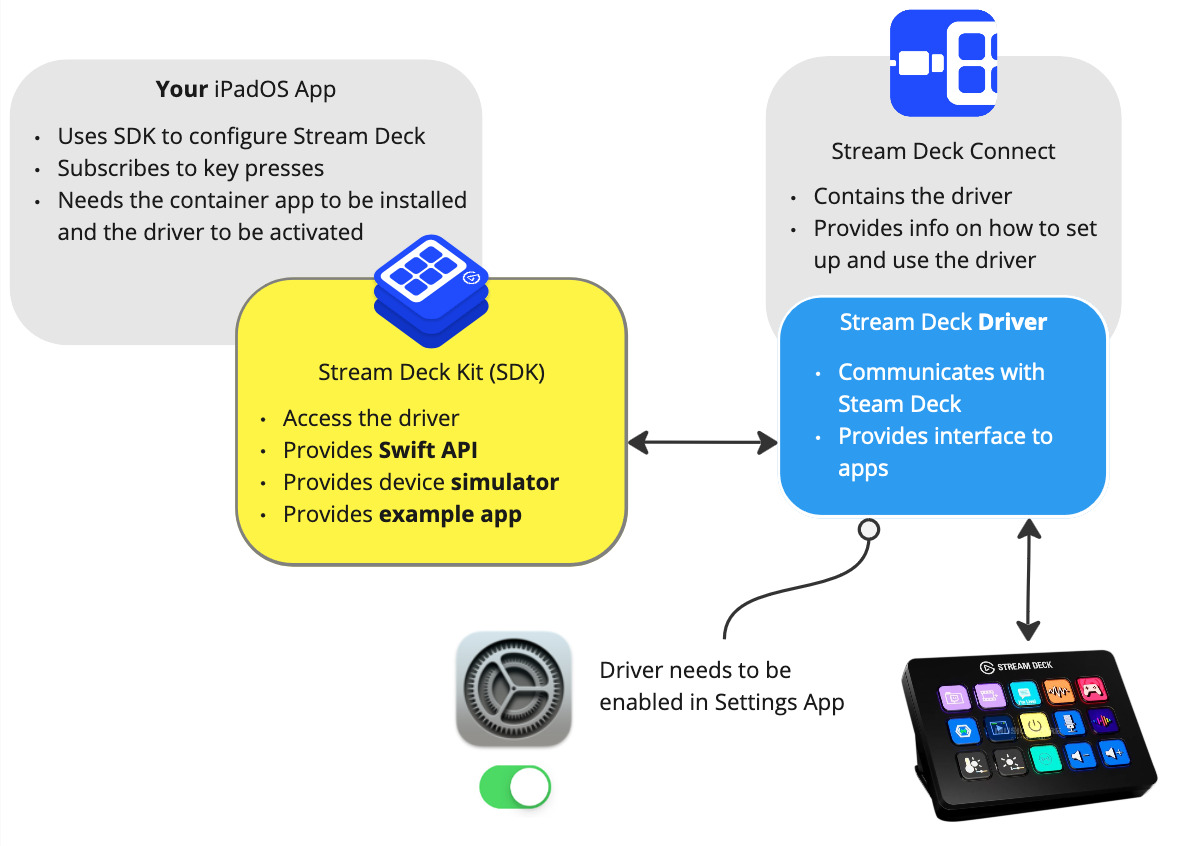 Your iPadOS App
• Uses SDK to configure Stream Deck
• Subscribes to key presses
• Needs the container app to be installed
and the driver to be activated
Stream Deck Kit (SDK)
• Access the driver
• Provides Swift API
• Provides device simulator
• Provides example app
Stream Deck Connect
• Contains the driver
• Provides info on how to set
up and use the driver
Stream Deck Driver
• Communicates with
Steam Deck
• Provides interface to
apps
Driver needs to be
enabled in Settings App
STREAM DECK